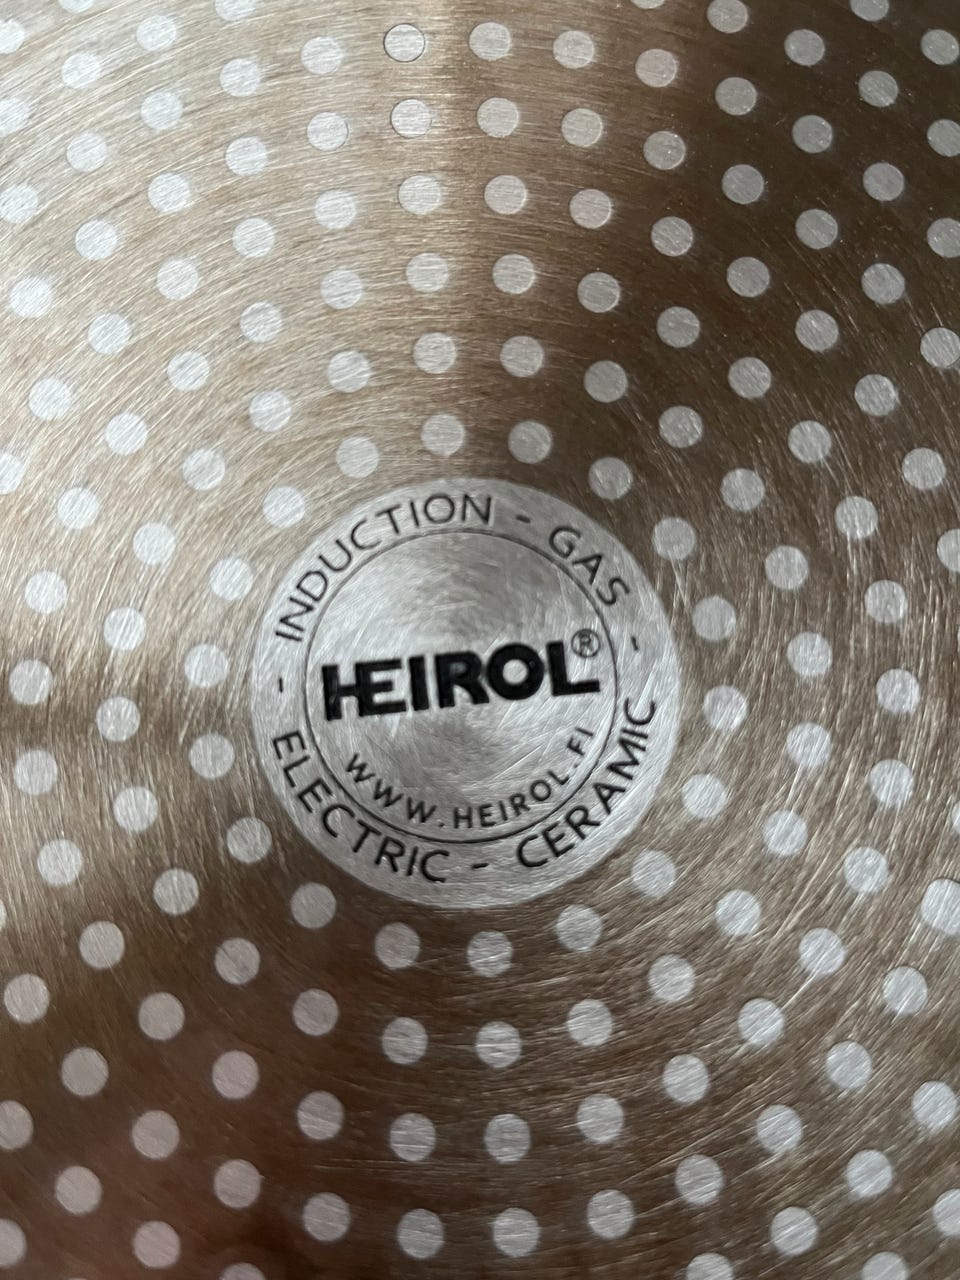 INDUCTION - GAS -
HEIROL®
WWW.HEIROL.FI
- ELECTRIC - CERAMIC